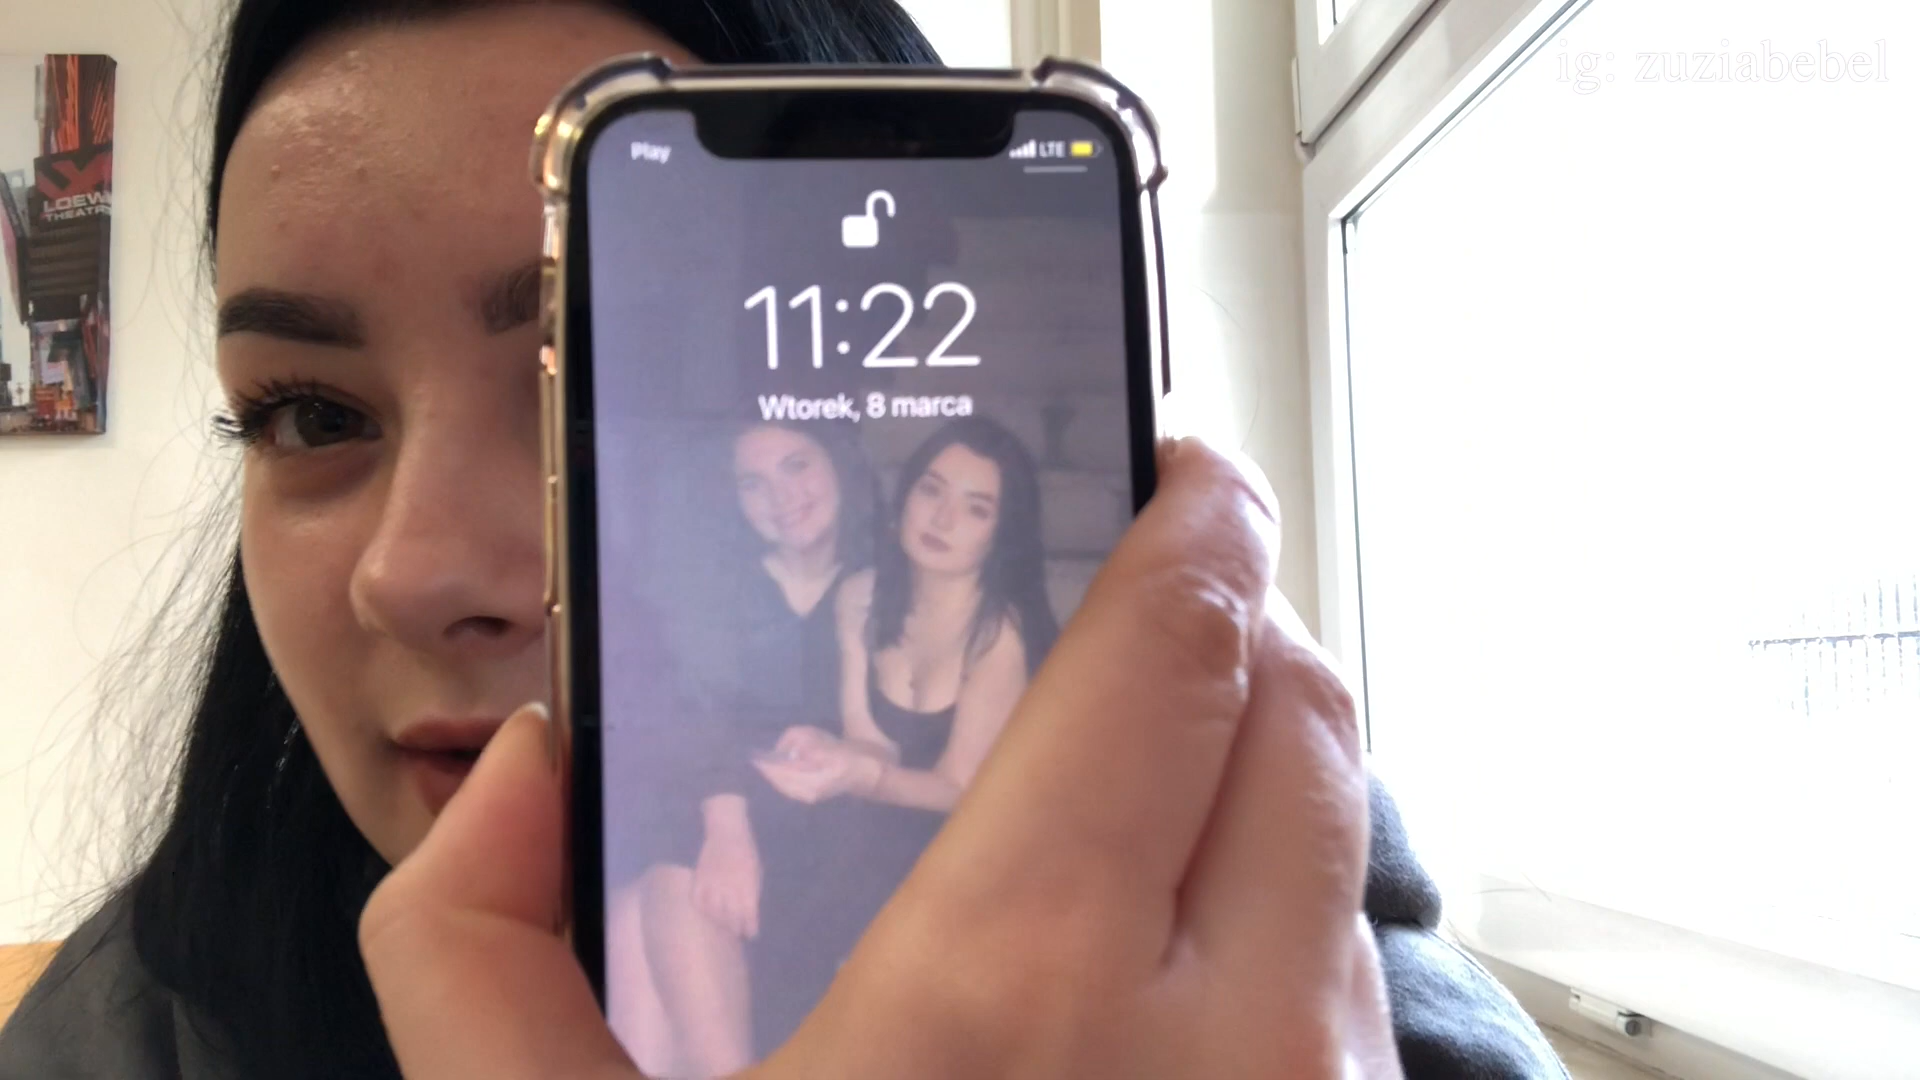 ig: zuziabebel
Play
LTE
11:22
Wtorek, 8 marca
LOEW
THEATR